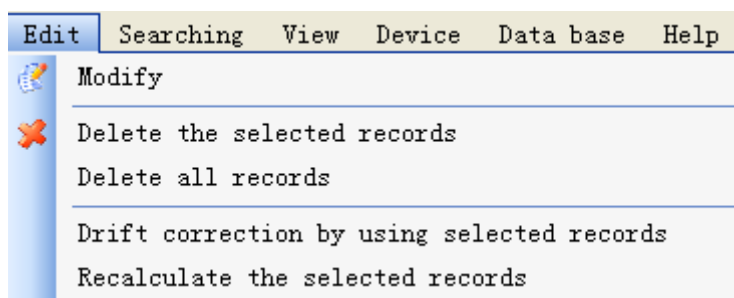 Edit Searching View Device Data base Help
Modify
Delete the selected records
Delete all records
Drift correction by using selected records
Recalculate the selected records